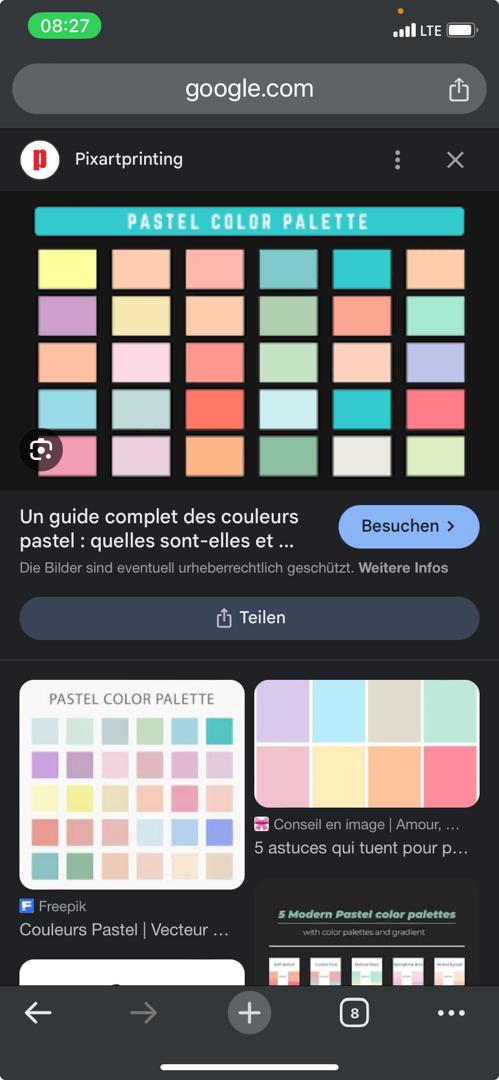 08:27
LTE
google.com
Pixartprinting
PASTEL COLOR PALETTE
Un guide complet des couleurs
pastel : quelles sont-elles et ...
Besuchen
Die Bilder sind eventuell urheberrechtlich geschützt. Weitere Infos
Teilen
PASTEL COLOR PALETTE
Freepik
Couleurs Pastel | Vecteur ...
Conseil en image | Amour, ...
5 astuces qui tuent pour p...
5 Modern Pastel color palettes
with color palettes and gradient
8